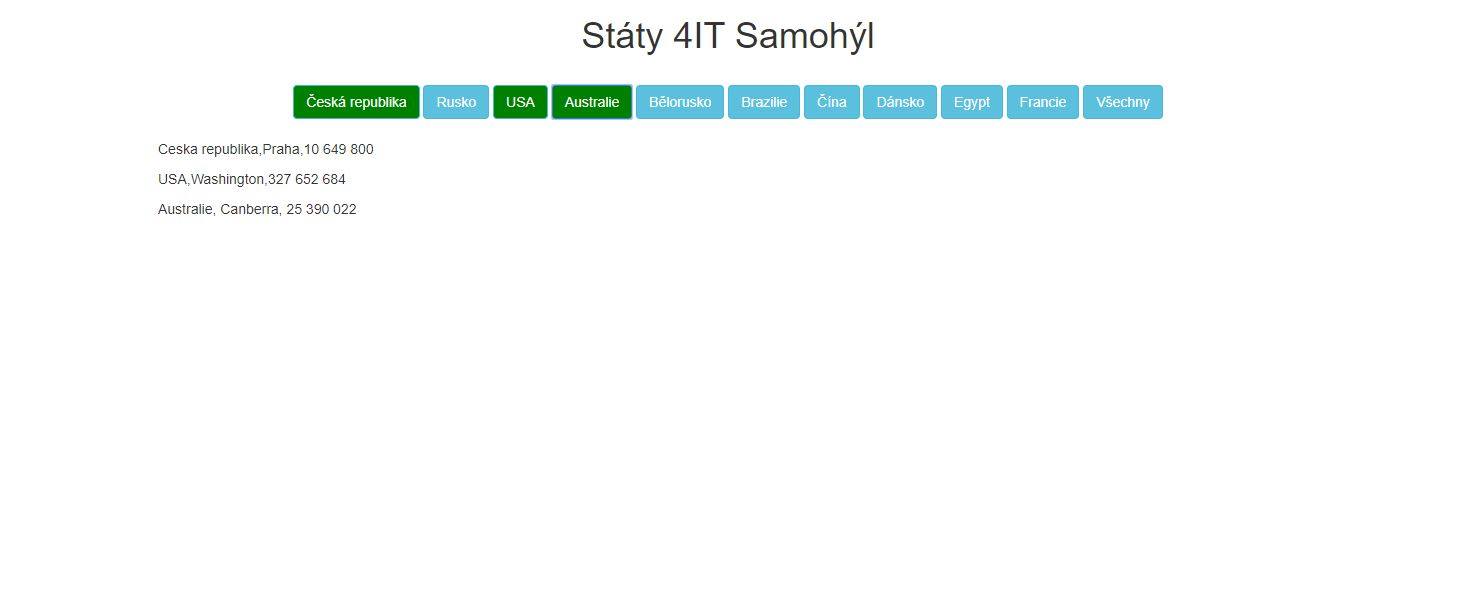 Státy 4IT Samohýl
Česká republika Rusko USA Australie Bělorusko Brazilie Čína Dánsko Egypt Francie Všechny
Ceska republika,Praha,10 649 800
USA,Washington,327 652 684
Australie, Canberra, 25 390 022